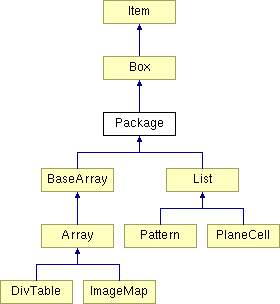 Item
Box
Package
BaseArray
List
Array
Pattern
PlaneCell
DivTable
ImageMap